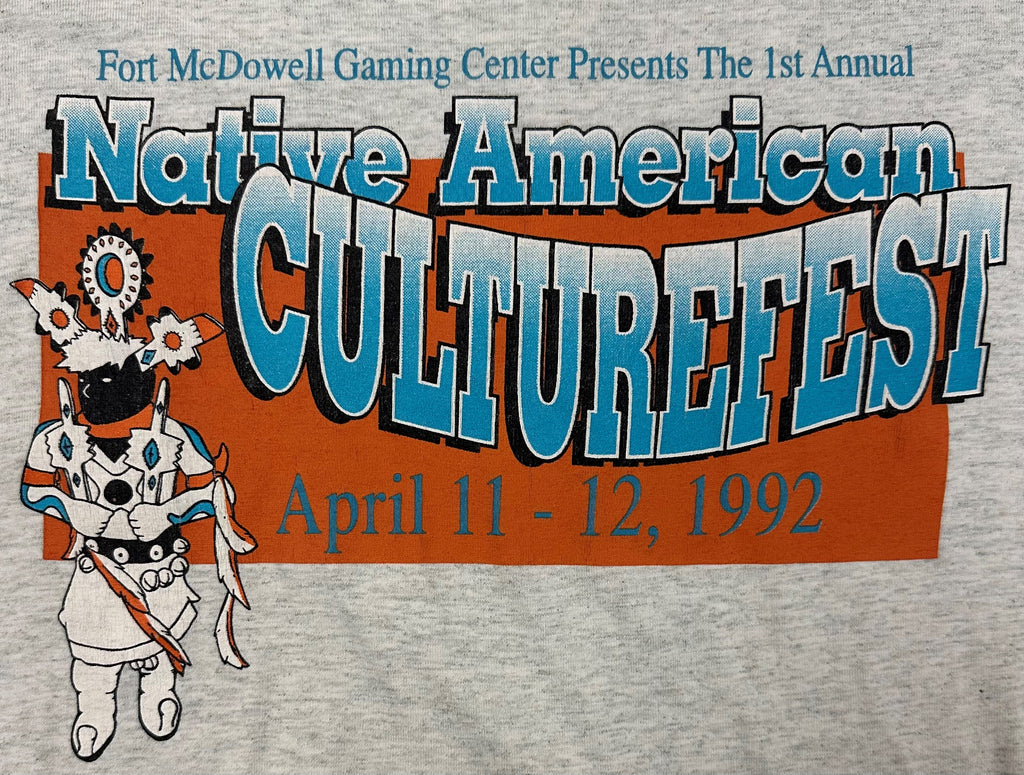 Fort McDowell Gaming Center Presents The 1st Annual
Native American
CULTUREFEST
April 11 - 12, 1992